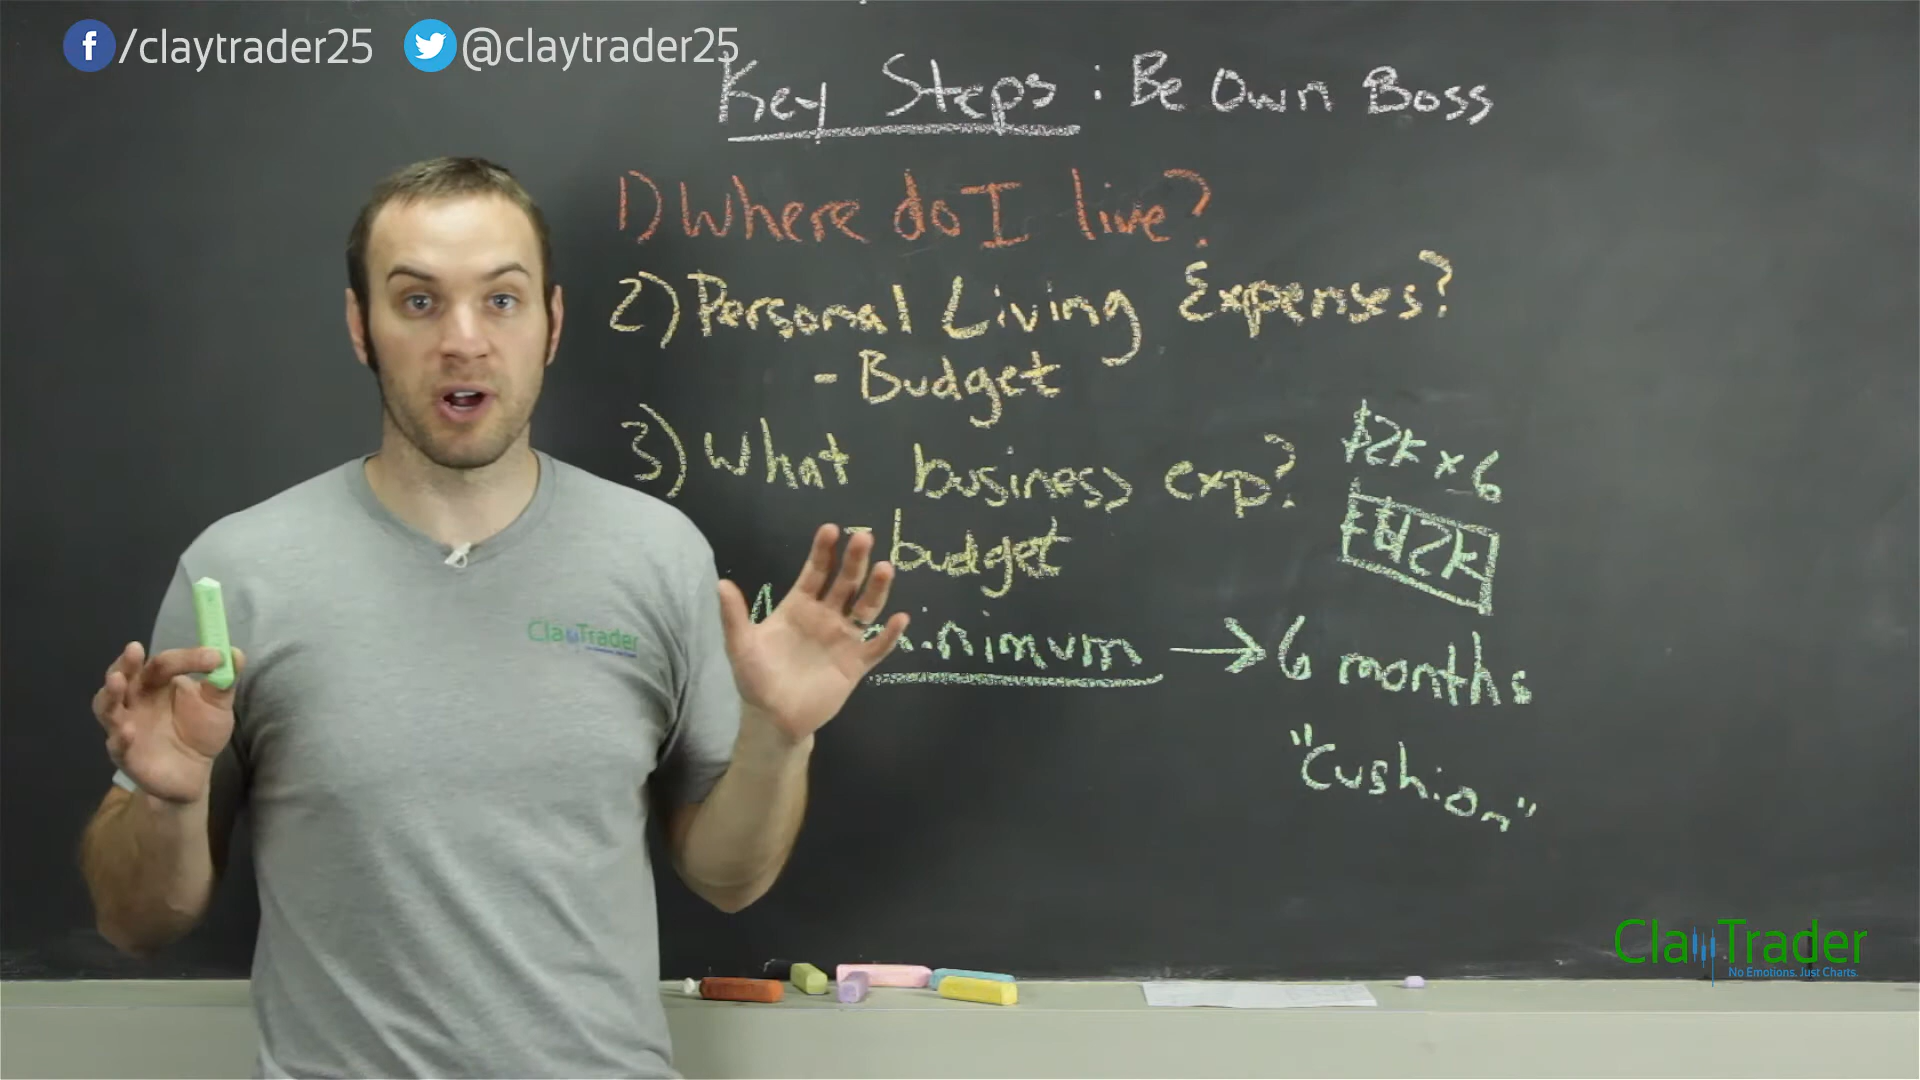 /claytrader25 @claytrader25
Key Steps: Be Own Boss
1) Where do I live?
2) Personal Living Expenses?
- Budget
3) What business exp?
- budget
$2k x 6
minimum → 6 months
"Cushion"
ClayTrader
ClayTrader
No Emotions. Just Charts.